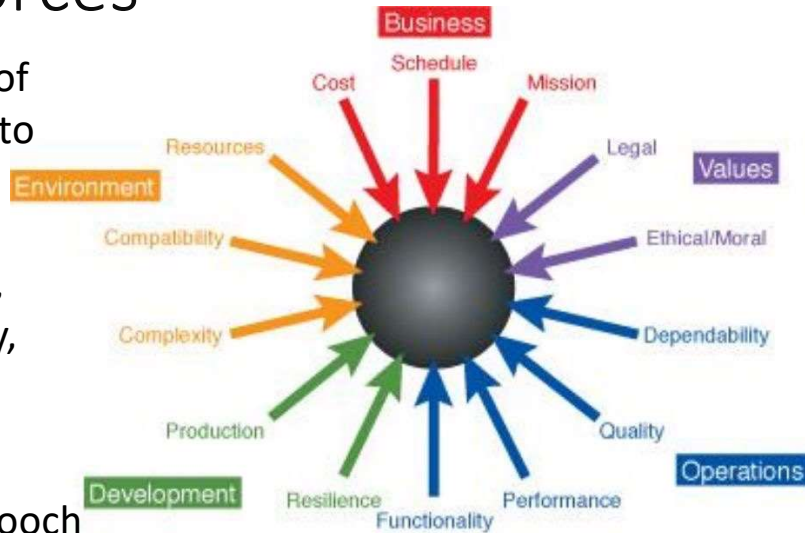 Business
of
Schedule
Cost
Mission
to
Resources
Legal
Values
Environment
Compatibility
Ethical/Moral
Complexity
Dependability
Production
Quality
Operations
Development
Resilience
Performance
Functionality